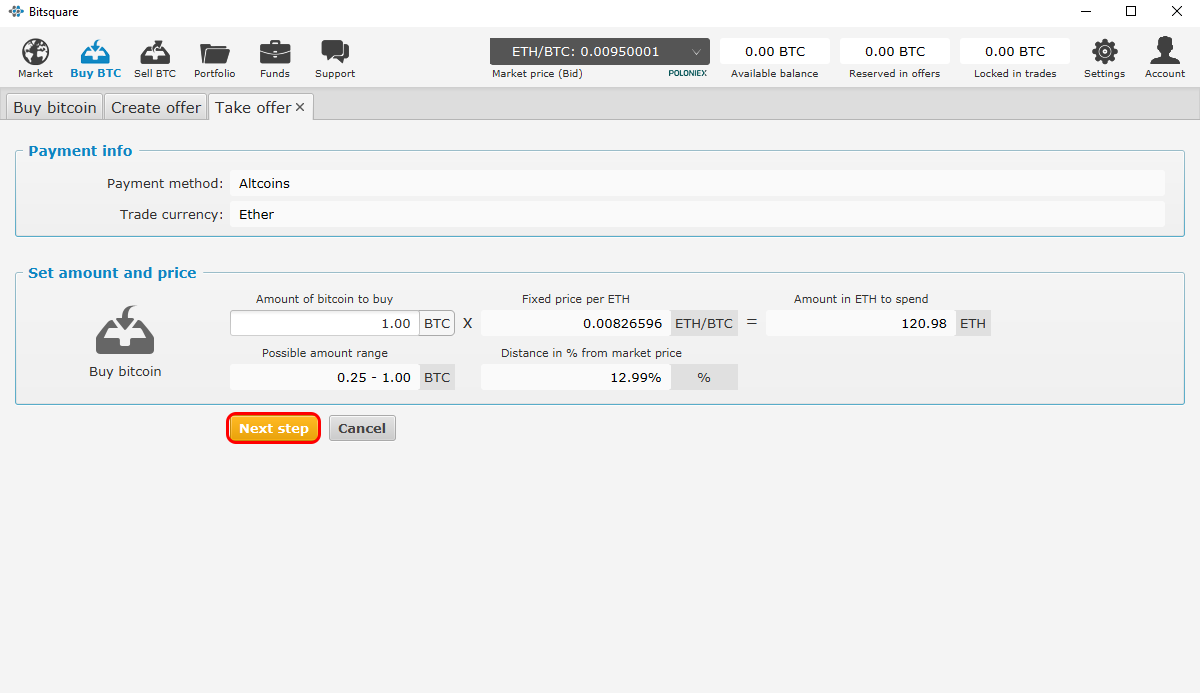 Bitsquare
Market Buy BTC Sell BTC Portfolio Funds Support
ETH/BTC: 0.00950001
Market price (Bid) POLONIEX
0.00 BTC
Available balance
0.00 BTC
Reserved in offers
0.00 BTC
Locked in trades
Settings Account
Buy bitcoin Create offer Take offer ×
Payment info
Payment method: Altcoins
Trade currency: Ether
Set amount and price
Buy bitcoin
Amount of bitcoin to buy Fixed price per ETH Amount in ETH to spend
1.00 BTC X 0.00826596 ETH/BTC = 120.98 ETH
Possible amount range Distance in % from market price
0.25 - 1.00 BTC 12.99% %
Next step Cancel